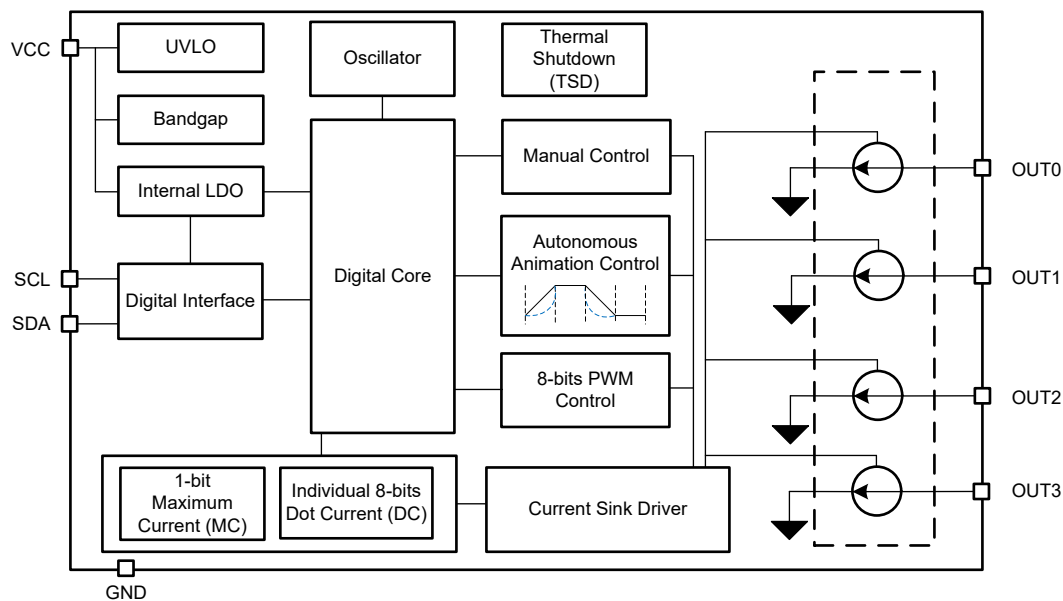 VCC
UVLO
Bandgap
Internal LDO
SCL
SDA
Digital Interface
Oscillator
Digital Core
Thermal
Shutdown
(TSD)
Manual Control
Autonomous
Animation Control
8-bits PWM
Control
1-bit
Maximum
Current (MC)
Individual 8-bits
Dot Current (DC)
Current Sink Driver
OUT0
OUT1
OUT2
OUT3
GND